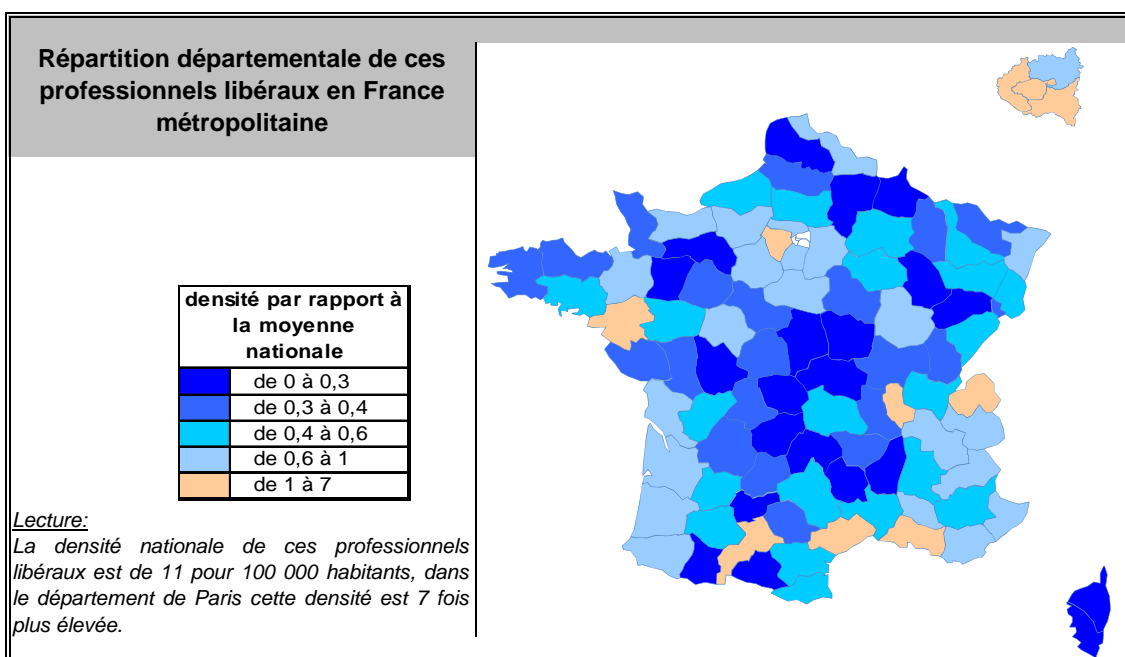 Répartition départementale de ces
professionnels libéraux en France
métropolitaine
densité par rapport à
la moyenne
nationale
de 0 à 0,3
de 0,3 à 0,4
de 0,4 à 0,6
de 0,6 à 1
de 1 à 7
Lecture:
La densité nationale de ces professionnels
libéraux est de 11 pour 100 000 habitants, dans
le département de Paris cette densité est 7 fois
plus élevée.